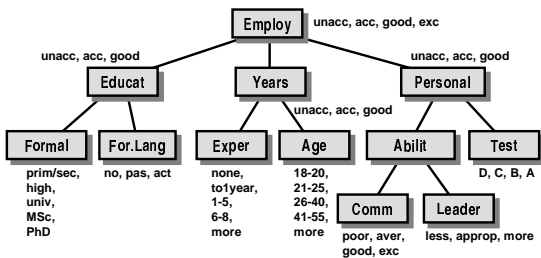 Employ
unacc, acc, good, exc
unacc, acc, good
unacc, acc, good
Educat
Years
Personal
unacc, acc, good
Formal
For.Lang
Exper
Age
Abilit
Test
prim/sec,
high,
univ,
MSc,
PhD
no, pas, act
none,
to1year,
1-5,
6-8,
more
18-20,
21-25,
26-40,
41-55,
more
D, C, B, A
Comm
Leader
poor, aver,
good, exc
less, approp, more